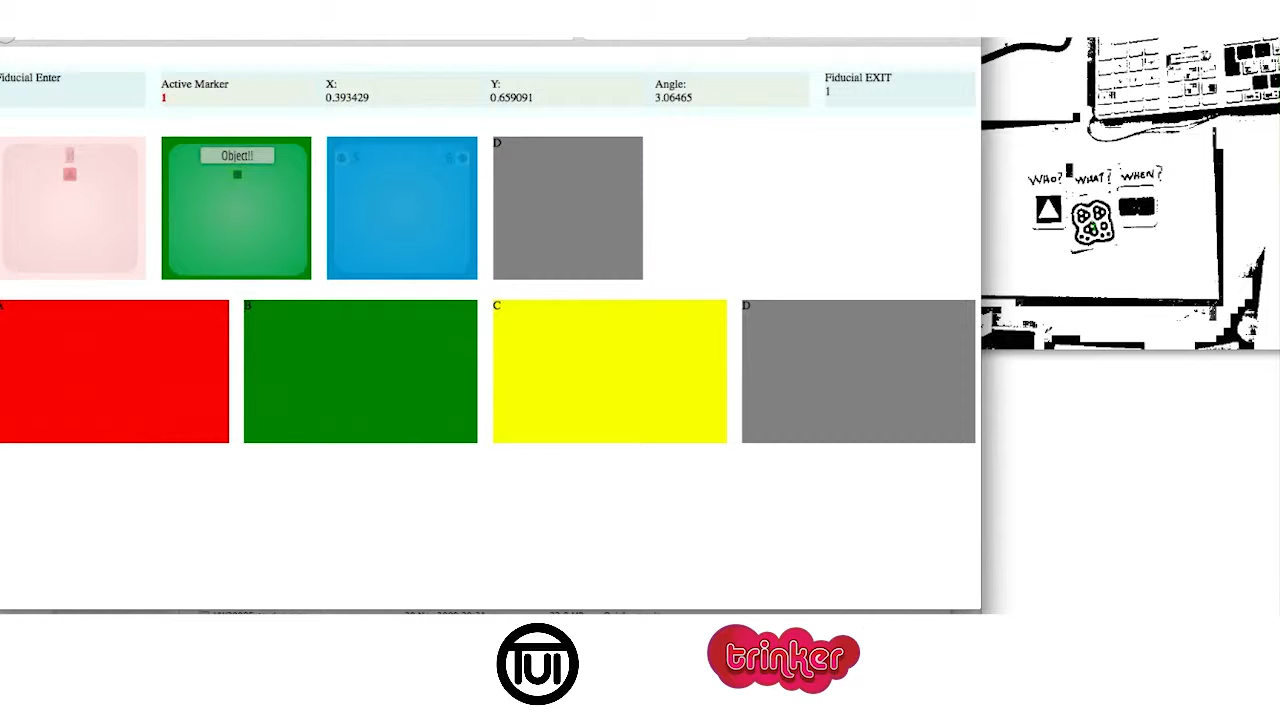 Fiducial Enter
Active Marker
1
X:
0.393429
Y:
0.659091
Angle:
3.06465
Fiducial EXIT
1
Object!!
D
B
C
D
WHO? WHAT? WHEN?
TUI
trinker